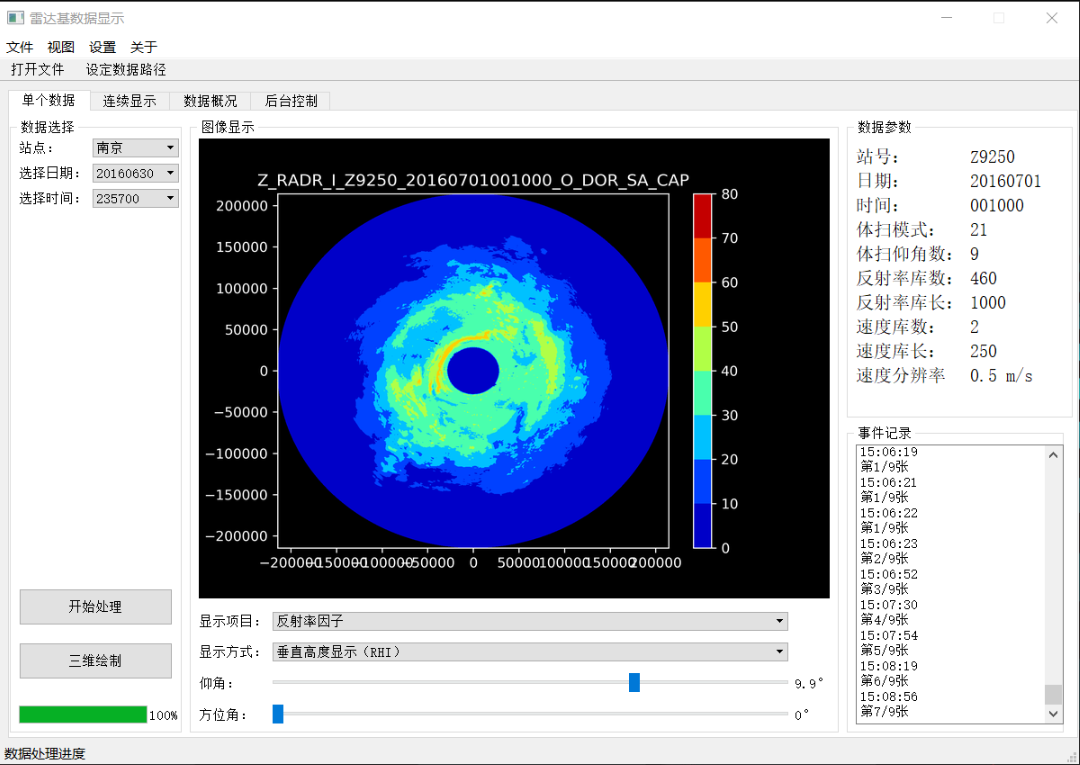 雷达基数据显示
文件 视图 设置 关于
打开文件 设定数据路径
单个数据 连续显示 数据概况 后台控制
数据选择
站点： 南京
选择日期： 20160630
选择时间： 235700
开始处理
三维绘制
100%
图像显示
Z_RADR_I_Z9250_20160701001000_O_DOR_SA_CAP
200000
150000
100000
50000
0
−50000
−100000
−150000
−200000
−200000 −150000 −100000 −50000 0 50000 100000 150000 200000
80
70
60
50
40
30
20
10
0
显示项目： 反射率因子
显示方式： 垂直高度显示（RHI）
仰角： 9.9°
方位角： 0°
数据参数
站号： Z9250
日期： 20160701
时间： 001000
体扫模式： 21
体扫仰角数： 9
反射率库数： 460
反射率库长： 1000
速度库数： 2
速度库长： 250
速度分辨率 0.5 m/s
事件记录
15:06:19
第1/9张
15:06:21
第1/9张
15:06:22
第1/9张
15:06:23
第2/9张
15:06:52
第3/9张
15:07:30
第4/9张
15:07:54
第5/9张
15:08:19
第6/9张
15:08:56
第7/9张
数据处理进度